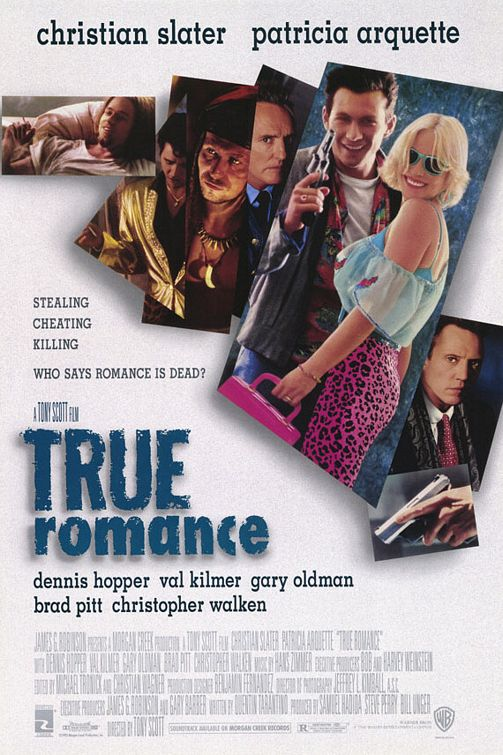 christian slater patricia arquette
STEALING
CHEATING
KILLING
WHO SAYS ROMANCE IS DEAD?
A TONY SCOTT FILM
TRUE
romance
dennis hopper val kilmer gary oldman
brad pitt christopher walken
JAMES G. ROBINSON PRESENTS A MORGAN CREEK PRODUCTION A TONY SCOTT FILM CHRISTIAN SLATER PATRICIA ARQUETTE "TRUE ROMANCE"
WITH DENNIS HOPPER VAL KILMER GARY OLDMAN BRAD PITT CHRISTOPHER WALKEN MUSIC BY HANS ZIMMER EXECUTIVE PRODUCERS BOB AND HARVEY WEINSTEIN
EDITED BY MICHAEL TRONICK AND CHRISTIAN WAGNER PRODUCTION DESIGNER BENJAMIN FERNANDEZ DIRECTOR OF PHOTOGRAPHY JEFFREY L. KIMBALL, A.S.C.
EXECUTIVE PRODUCERS JAMES G. ROBINSON AND GARY BARBER WRITTEN BY QUENTIN TARANTINO PRODUCED BY SAMUEL HADIDA, STEVE PERRY, BILL UNGER
DIRECTED BY TONY SCOTT
R
SOUNDTRACK AVAILABLE ON MORGAN CREEK RECORDS
WB